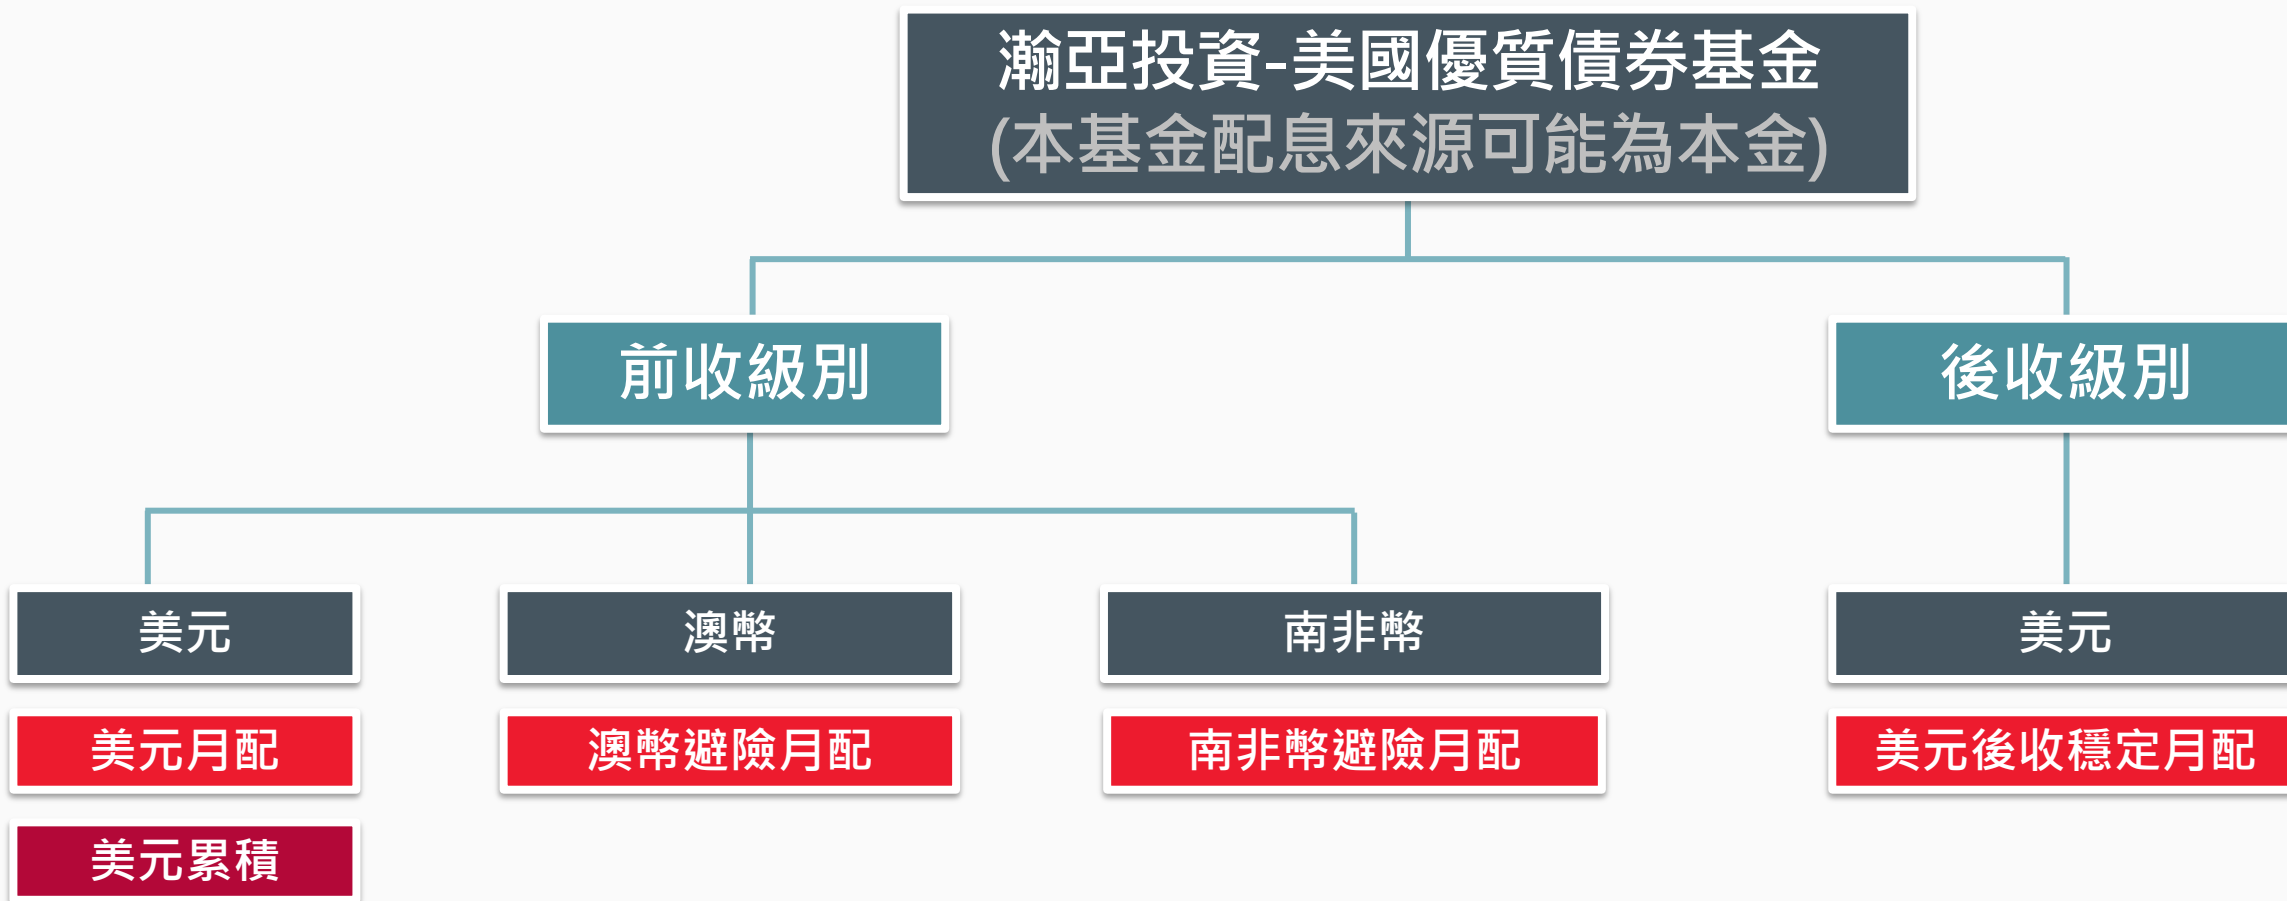 瀚亞投資-美國優質債券基金
(本基金配息來源可能為本金)
前收級別
後收級別
美元
澳幣
南非幣
美元
美元月配
澳幣避險月配
南非幣避險月配
美元後收穩定月配
美元累積